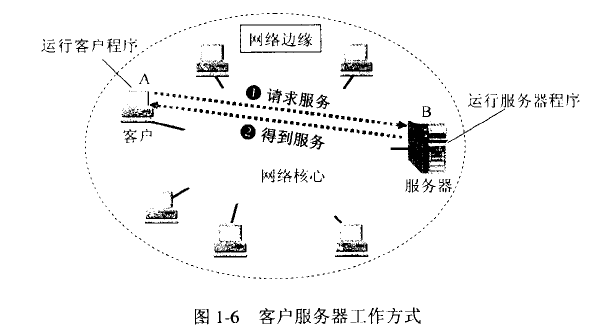 网络边缘
运行客户程序
A
❶ 请求服务
B
运行服务器程序
客户
❷ 得到服务
服务器
网络核心
图 1-6 客户服务器工作方式